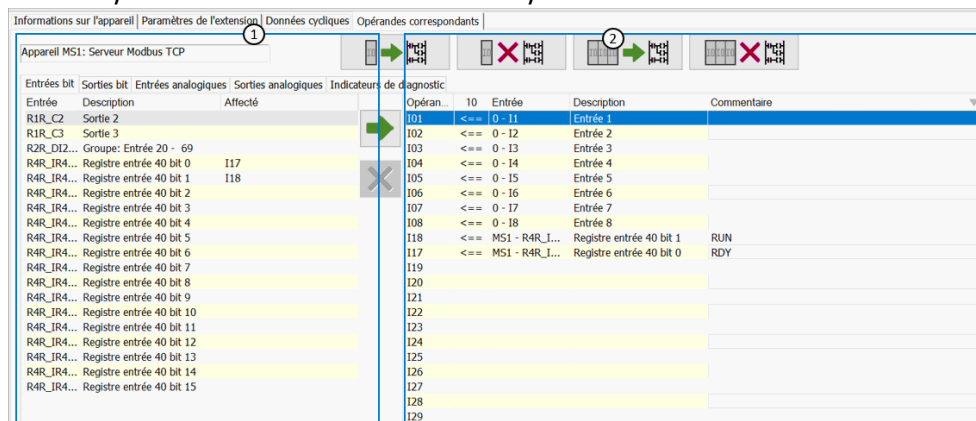 Informations sur l'appareil Paramètres de l'extension Données cycliques Opérandes correspondants
1
2
Appareil MS1: Serveur Modbus TCP
Entrées bit Sorties bit Entrées analogiques Sorties analogiques Indicateurs de diagnostic
Entrée Description Affecté
R1R_C2 Sortie 2
R1R_C3 Sortie 3
R2R_DI2... Groupe: Entrée 20 - 69
R4R_IR4... Registre entrée 40 bit 0 I17
R4R_IR4... Registre entrée 40 bit 1 I18
R4R_IR4... Registre entrée 40 bit 2
R4R_IR4... Registre entrée 40 bit 3
R4R_IR4... Registre entrée 40 bit 4
R4R_IR4... Registre entrée 40 bit 5
R4R_IR4... Registre entrée 40 bit 6
R4R_IR4... Registre entrée 40 bit 7
R4R_IR4... Registre entrée 40 bit 8
R4R_IR4... Registre entrée 40 bit 9
R4R_IR4... Registre entrée 40 bit 10
R4R_IR4... Registre entrée 40 bit 11
R4R_IR4... Registre entrée 40 bit 12
R4R_IR4... Registre entrée 40 bit 13
R4R_IR4... Registre entrée 40 bit 14
R4R_IR4... Registre entrée 40 bit 15
Opéran... 10 Entrée Description Commentaire
I01 <== 0 - I1 Entrée 1
I02 <== 0 - I2 Entrée 2
I03 <== 0 - I3 Entrée 3
I04 <== 0 - I4 Entrée 4
I05 <== 0 - I5 Entrée 5
I06 <== 0 - I6 Entrée 6
I07 <== 0 - I7 Entrée 7
I08 <== 0 - I8 Entrée 8
I18 <== MS1 - R4R_I... Registre entrée 40 bit 1 RUN
I17 <== MS1 - R4R_I... Registre entrée 40 bit 0 RDY
I19
I20
I21
I22
I23
I24
I25
I26
I27
I28
I29